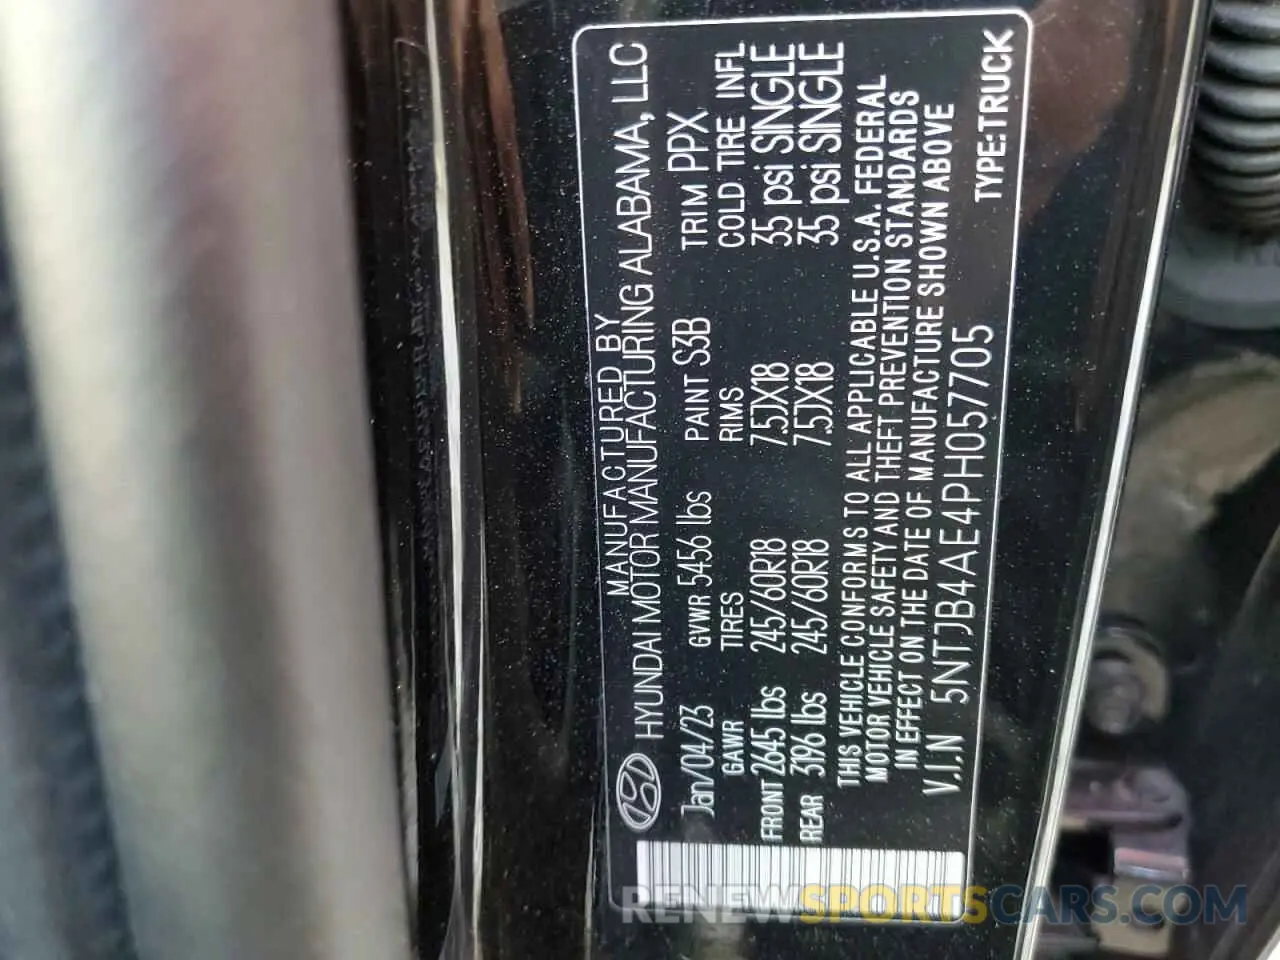 MANUFACTURED BY
HYUNDAI MOTOR MANUFACTURING ALABAMA, LLC
Jan/04/23 GVWR 5456 lbs PAINT S3B TRIM PPX
GAWR TIRES RIMS COLD TIRE INFL
FRONT 2645 lbs 245/60R18 7.5JX18 35 psi SINGLE
REAR 3196 lbs 245/60R18 7.5JX18 35 psi SINGLE
THIS VEHICLE CONFORMS TO ALL APPLICABLE U.S.A. FEDERAL
MOTOR VEHICLE SAFETY AND THEFT PREVENTION STANDARDS
IN EFFECT ON THE DATE OF MANUFACTURE SHOWN ABOVE
V.I.N 5NTJB4AE4PH057705
TYPE:TRUCK
RENEWSPORTSCARS.COM